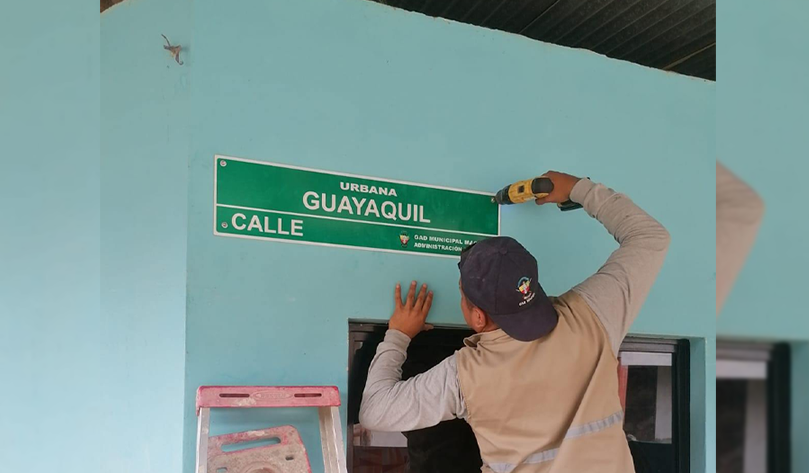 URBANA
GUAYAQUIL
CALLE
GAD MUNICIPAL
ADMINISTRACIÓN